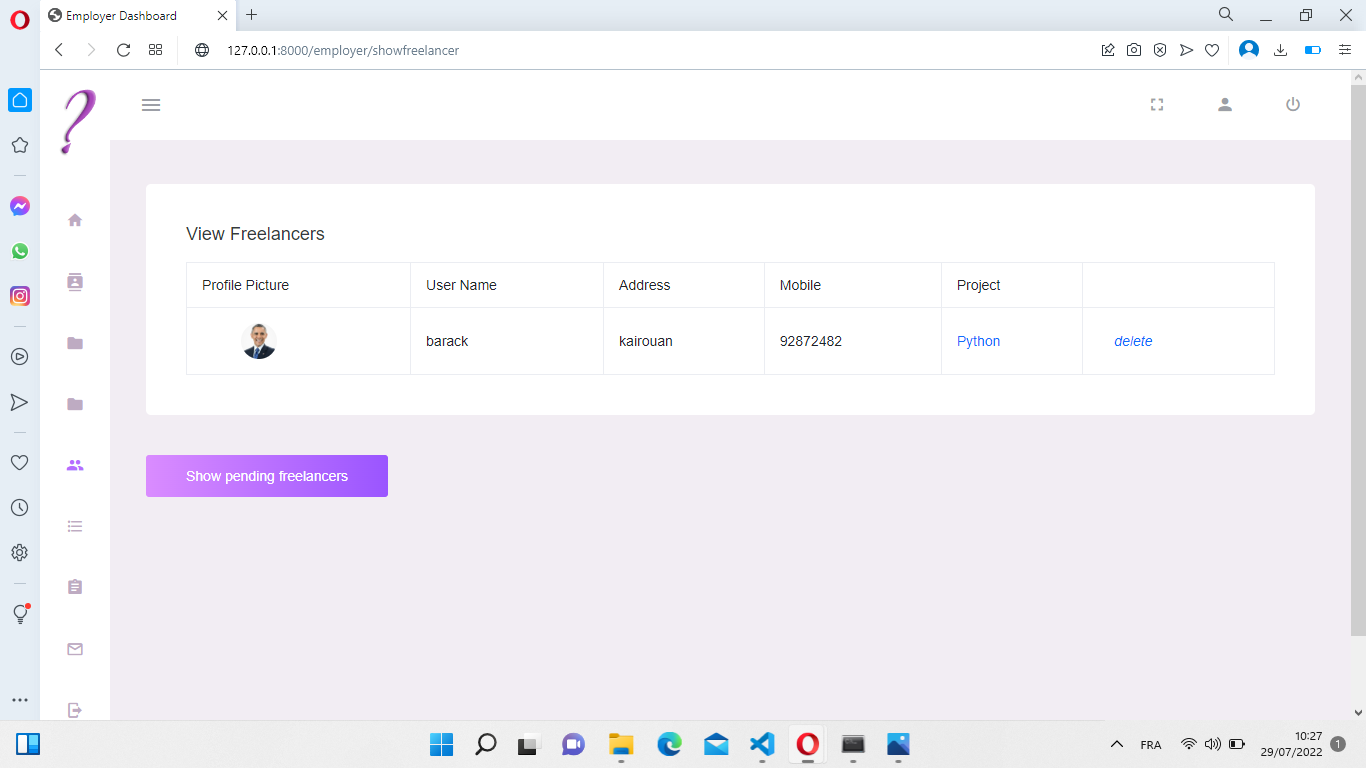 Employer Dashboard
127.0.0.1:8000/employer/showfreelancer
?
View Freelancers
Profile Picture User Name Address Mobile Project
barack kairouan 92872482 Python delete
Show pending freelancers
FRA
10:27
29/07/2022
1